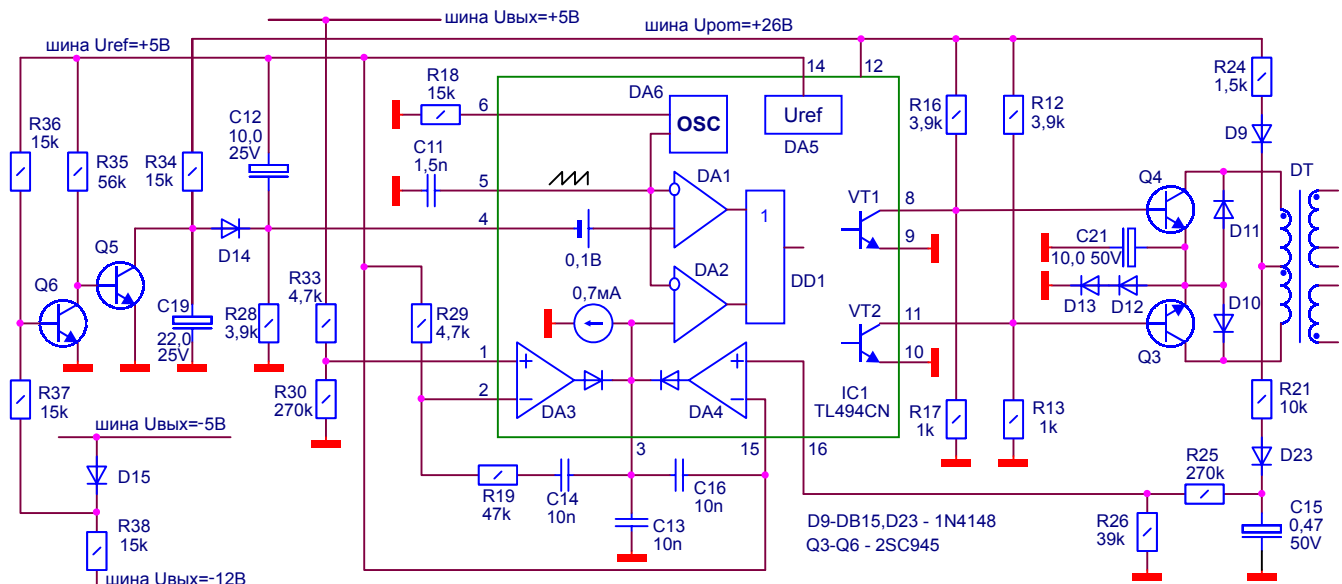 шина Uвых=+5В
шина Uref=+5В
шина Upom=+26В
14
12
R18
15k
6
DA6
OSC
Uref
DA5
R16
3,9k
R12
3,9k
R24
1,5k
D9
R36
15k
R35
56k
R34
15k
C12
10,0
25V
C11
1,5n
5
DA1
4
0,1В
1
DD1
DA2
VT1
8
9
Q4
DT
D11
C21
10,0 50V
D13
D12
D10
Q6
Q5
D14
C19
22,0
25V
R28
3,9k
R33
4,7k
R29
4,7k
0,7мА
VT2
11
10
Q3
R37
15k
R30
270k
1
2
DA3
DA4
IC1
TL494CN
R17
1k
R13
1k
R21
10k
3
15
16
шина Uвых=-5В
D15
R38
15k
R19
47k
C14
10n
C16
10n
C13
10n
R25
270k
D23
R26
39k
C15
0,47
50V
D9-DB15,D23 - 1N4148
Q3-Q6 - 2SC945
шина Uвых=-12В